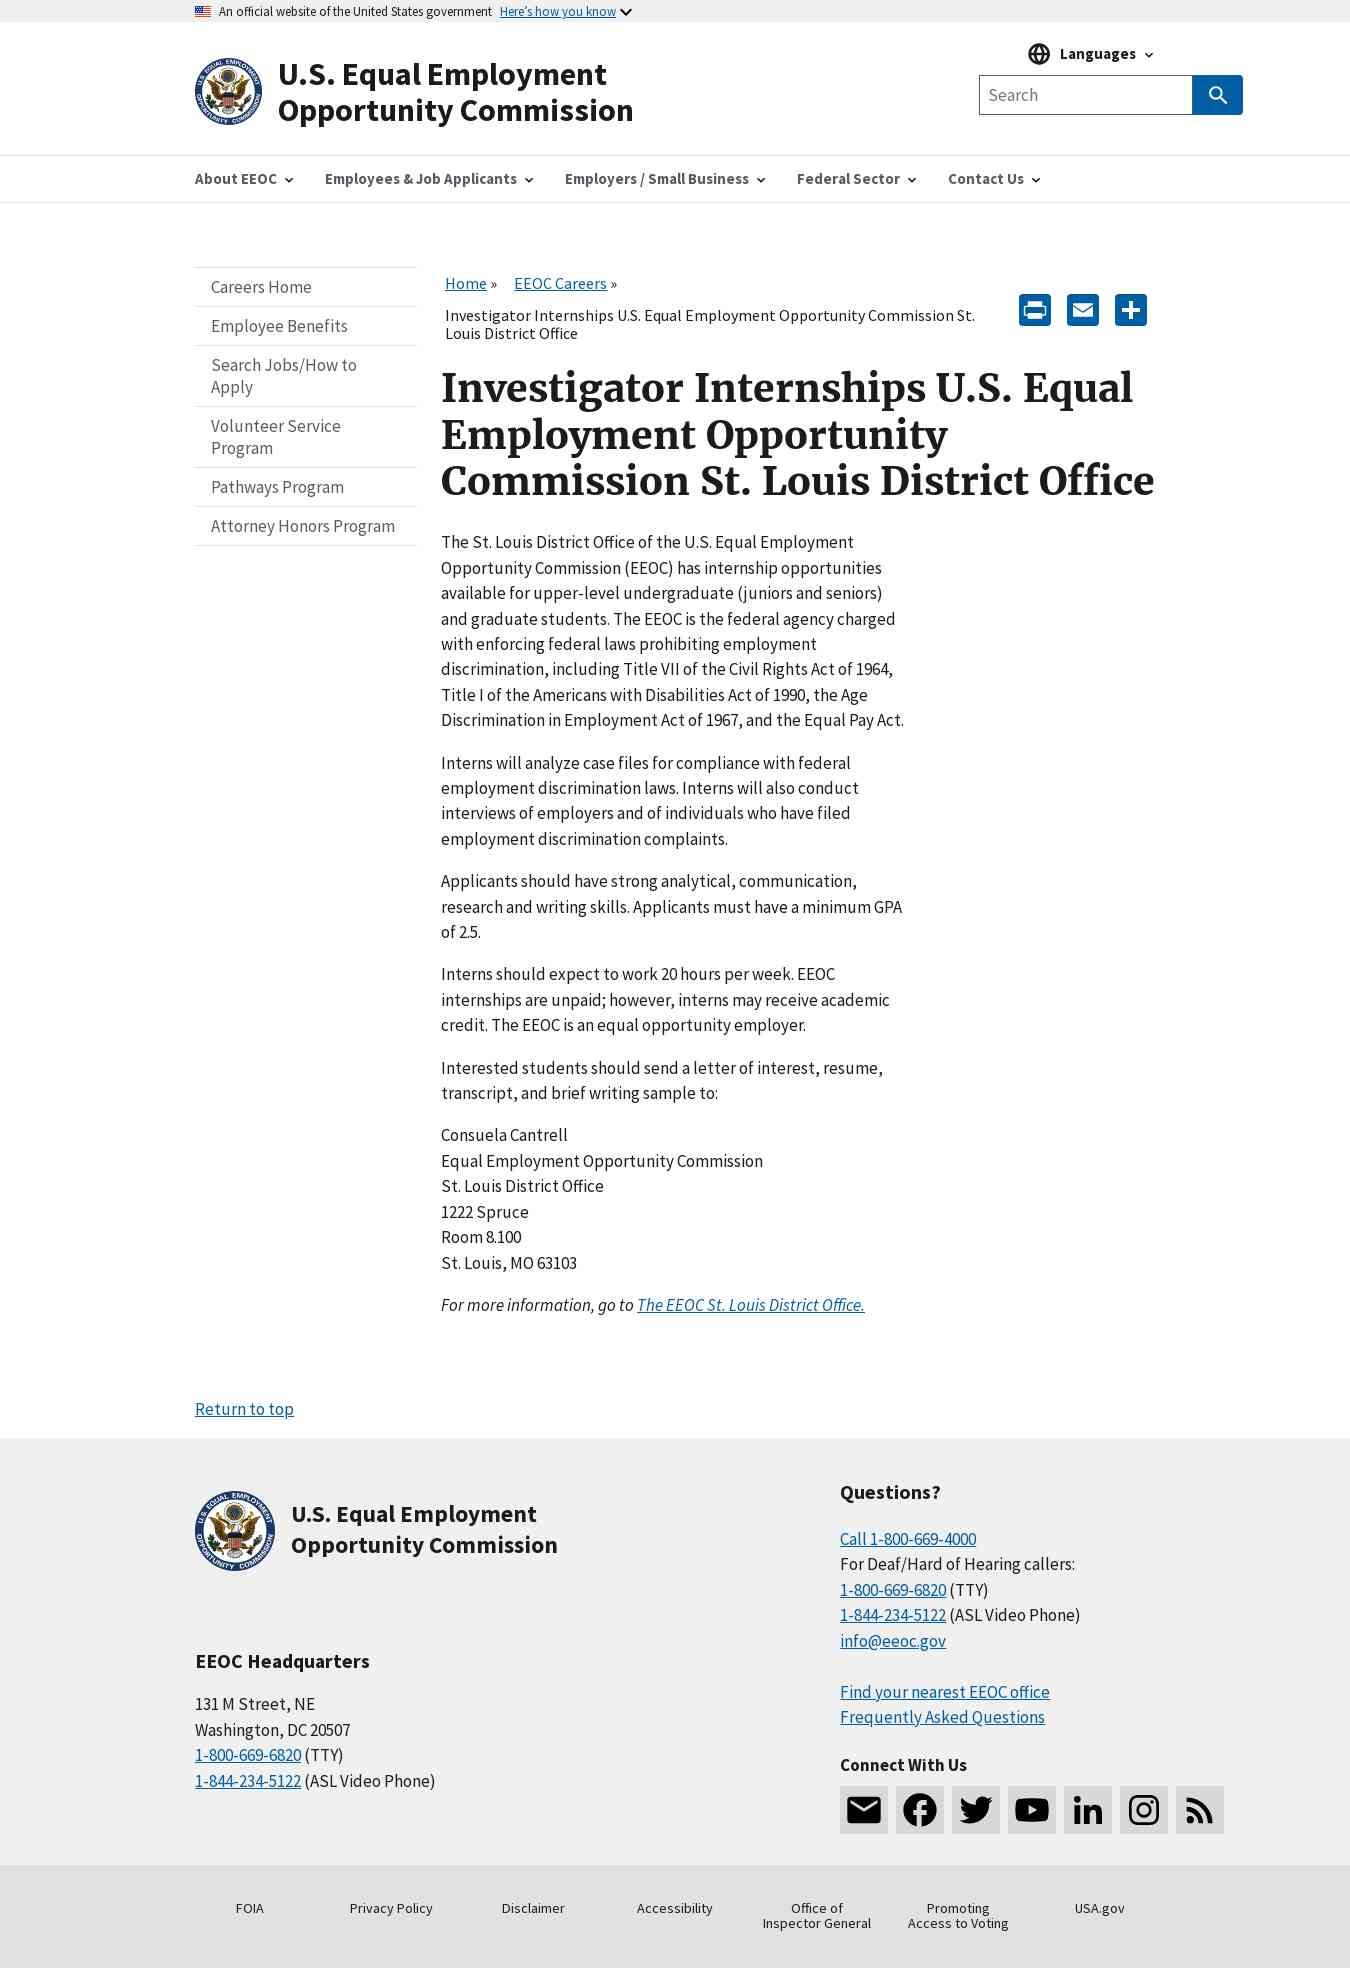 An official website of the United States government Here's how you know
U.S. Equal Employment
Opportunity Commission
Languages
Search
About EEOC
Employees & Job Applicants
Employers / Small Business
Federal Sector
Contact Us
Careers Home
Employee Benefits
Search Jobs/How to
Apply
Volunteer Service
Program
Pathways Program
Attorney Honors Program
Home » EEOC Careers »
Investigator Internships U.S. Equal Employment Opportunity Commission St.
Louis District Office
Investigator Internships U.S. Equal
Employment Opportunity
Commission St. Louis District Office
The St. Louis District Office of the U.S. Equal Employment
Opportunity Commission (EEOC) has internship opportunities
available for upper-level undergraduate (juniors and seniors)
and graduate students. The EEOC is the federal agency charged
with enforcing federal laws prohibiting employment
discrimination, including Title VII of the Civil Rights Act of 1964,
Title I of the Americans with Disabilities Act of 1990, the Age
Discrimination in Employment Act of 1967, and the Equal Pay Act.
Interns will analyze case files for compliance with federal
employment discrimination laws. Interns will also conduct
interviews of employers and of individuals who have filed
employment discrimination complaints.
Applicants should have strong analytical, communication,
research and writing skills. Applicants must have a minimum GPA
of 2.5.
Interns should expect to work 20 hours per week. EEOC
internships are unpaid; however, interns may receive academic
credit. The EEOC is an equal opportunity employer.
Interested students should send a letter of interest, resume,
transcript, and brief writing sample to:
Consuela Cantrell
Equal Employment Opportunity Commission
St. Louis District Office
1222 Spruce
Room 8.100
St. Louis, MO 63103
For more information, go to The EEOC St. Louis District Office.
Return to top
U.S. EQUAL EMPLOYMENT
OPPORTUNITY COMMISSION
U.S. Equal Employment
Opportunity Commission
EEOC Headquarters
131 M Street, NE
Washington, DC 20507
1-800-669-6820 (TTY)
1-844-234-5122 (ASL Video Phone)
Questions?
Call 1-800-669-4000
For Deaf/Hard of Hearing callers:
1-800-669-6820 (TTY)
1-844-234-5122 (ASL Video Phone)
info@eeoc.gov
Find your nearest EEOC office
Frequently Asked Questions
Connect With Us
FOIA
Privacy Policy
Disclaimer
Accessibility
Office of
Inspector General
Promoting
Access to Voting
USA.gov